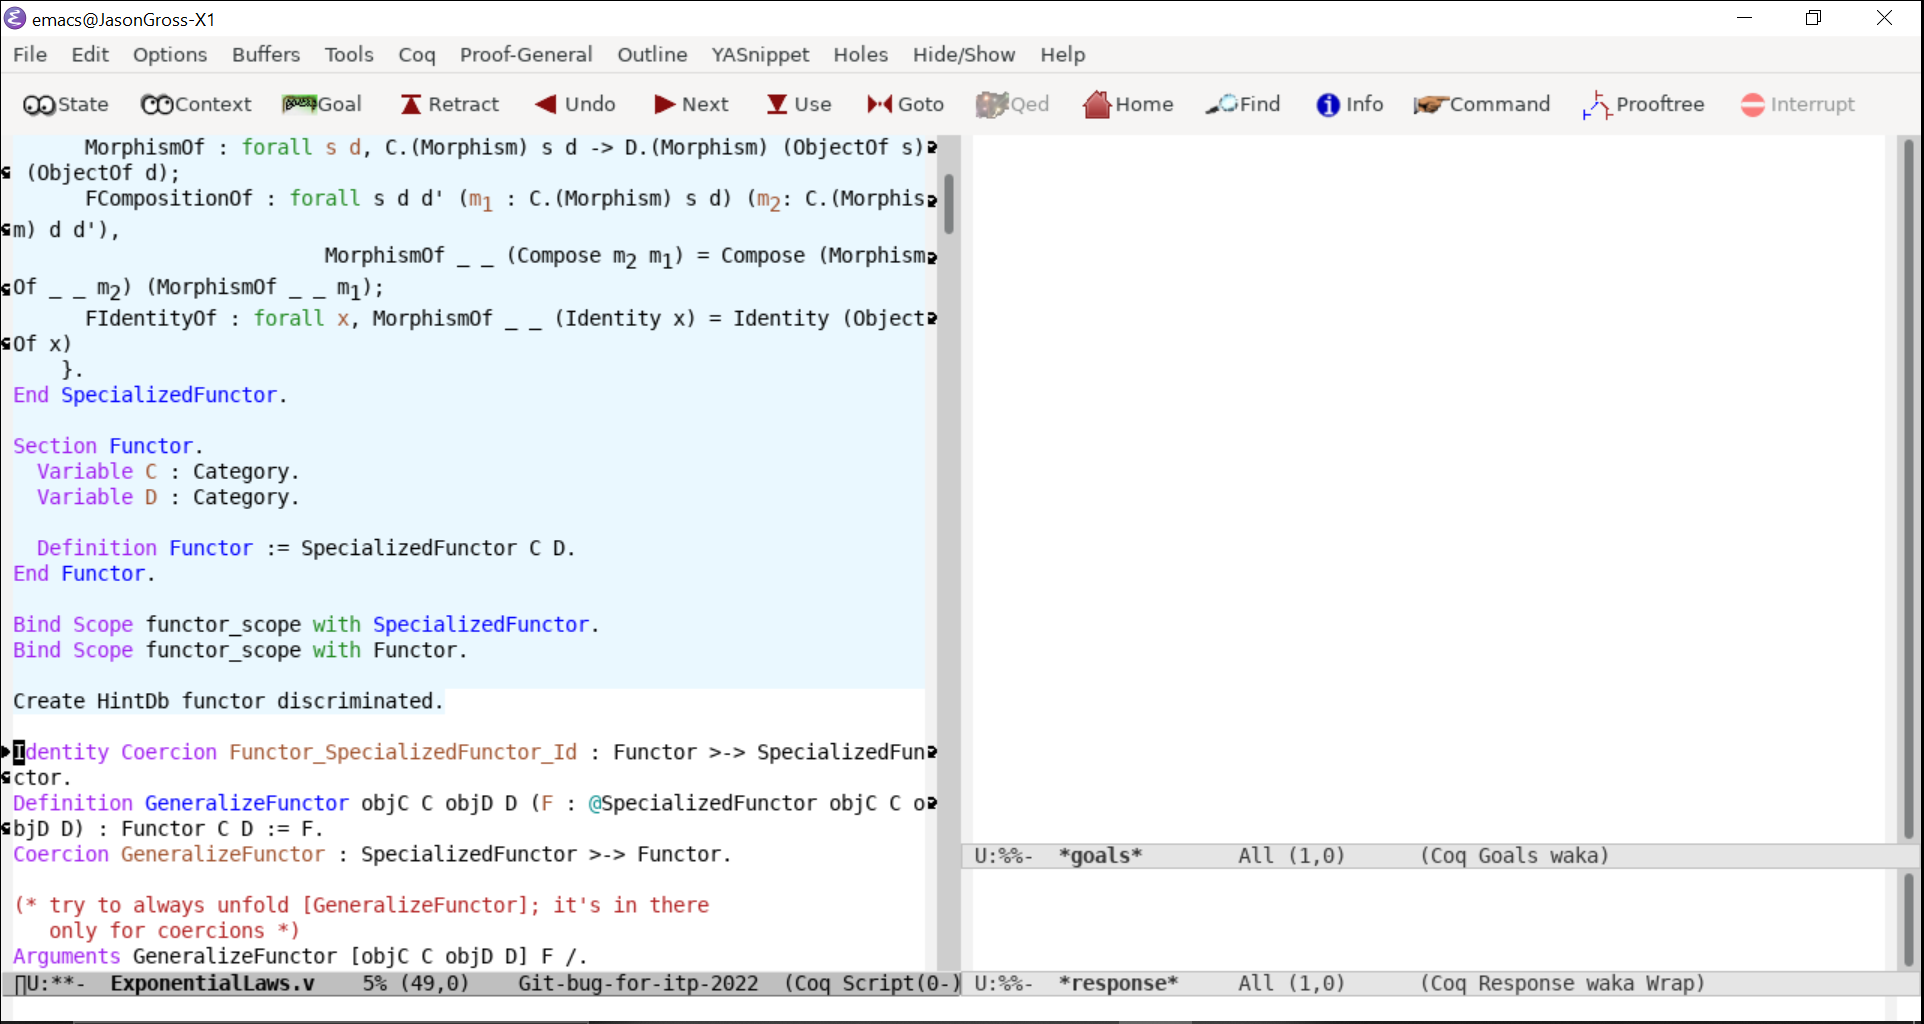 emacs@JasonGross-X1
File Edit Options Buffers Tools Coq Proof-General Outline YASnippet Holes Hide/Show Help
State Context Goal Retract Undo Next Use Goto Qed Home Find Info Command Prooftree Interrupt
MorphismOf : forall s d, C.(Morphism) s d -> D.(Morphism) (ObjectOf s)
(ObjectOf d);
FCompositionOf : forall s d d' (m₁ : C.(Morphism) s d) (m₂: C.(Morphis
m) d d'),
MorphismOf _ _ (Compose m₂ m₁) = Compose (Morphism
Of _ _ m₂) (MorphismOf _ _ m₁);
FIdentityOf : forall x, MorphismOf _ _ (Identity x) = Identity (Object
Of x)
}.
End SpecializedFunctor.
Section Functor.
Variable C : Category.
Variable D : Category.
Definition Functor := SpecializedFunctor C D.
End Functor.
Bind Scope functor_scope with SpecializedFunctor.
Bind Scope functor_scope with Functor.
Create HintDb functor discriminated.
Identity Coercion Functor_SpecializedFunctor_Id : Functor >-> SpecializedFun
ctor.
Definition GeneralizeFunctor objC C objD D (F : @SpecializedFunctor objC C o
bjD D) : Functor C D := F.
Coercion GeneralizeFunctor : SpecializedFunctor >-> Functor.
(* try to always unfold [GeneralizeFunctor]; it's in there
only for coercions *)
Arguments GeneralizeFunctor [objC C objD D] F /.
U:**- ExponentialLaws.v 5% (49,0) Git-bug-for-itp-2022 (Coq Script(0-)
U:%%- *goals* All (1,0) (Coq Goals waka)
U:%%- *response* All (1,0) (Coq Response waka Wrap)